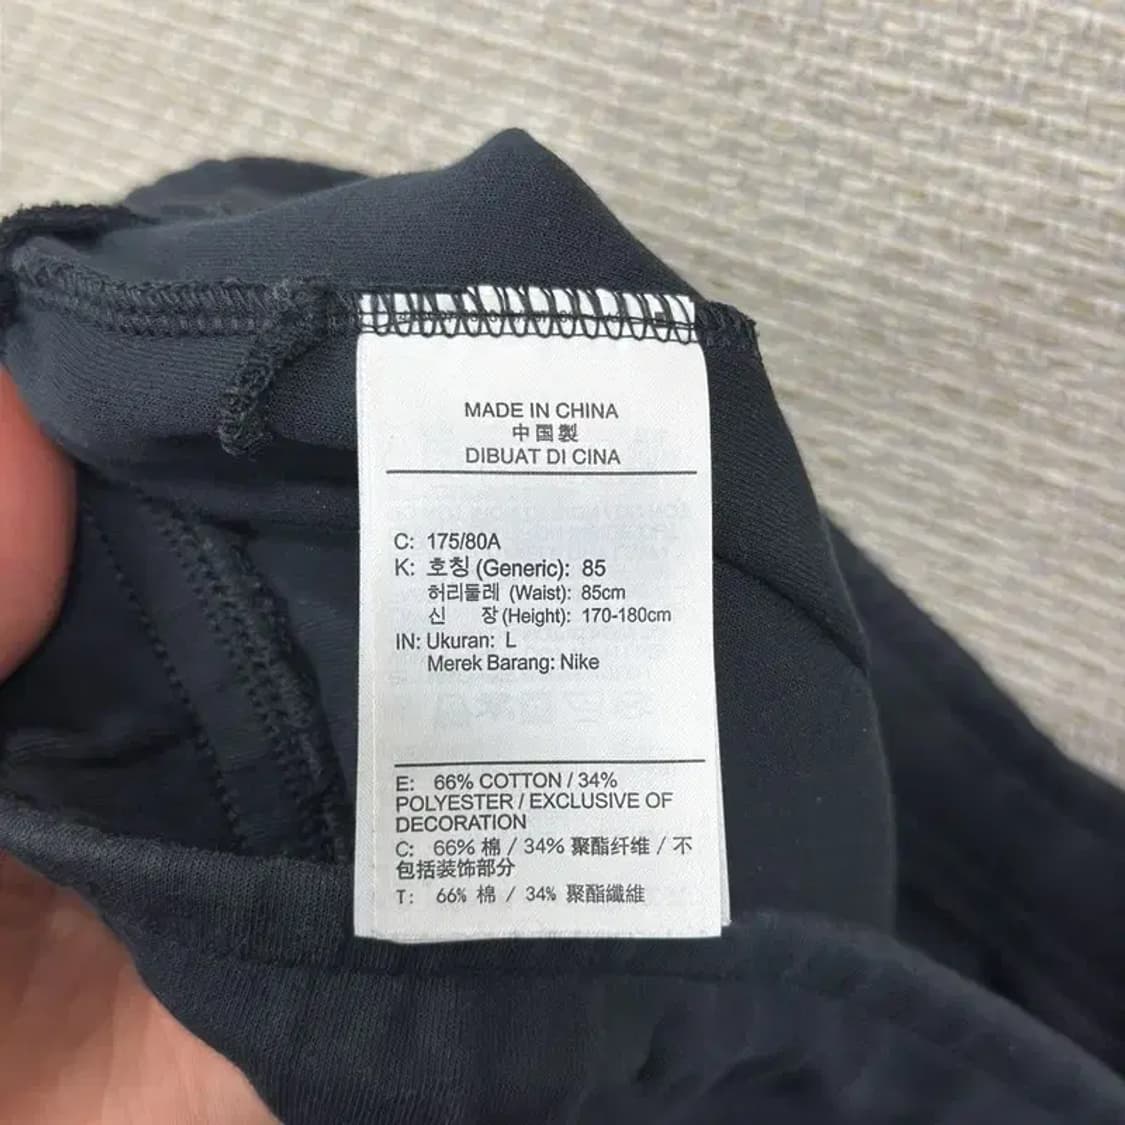 MADE IN CHINA
中国製
DIBUAT DI CINA
C: 175/80A
K: 호칭 (Generic): 85
허리둘레 (Waist): 85cm
신 장 (Height): 170-180cm
IN: Ukuran: L
Merek Barang: Nike
E: 66% COTTON / 34%
POLYESTER / EXCLUSIVE OF
DECORATION
C: 66% 棉 / 34% 聚酯纤维 / 不
包括装饰部分
T: 66% 棉 / 34% 聚酯纖維